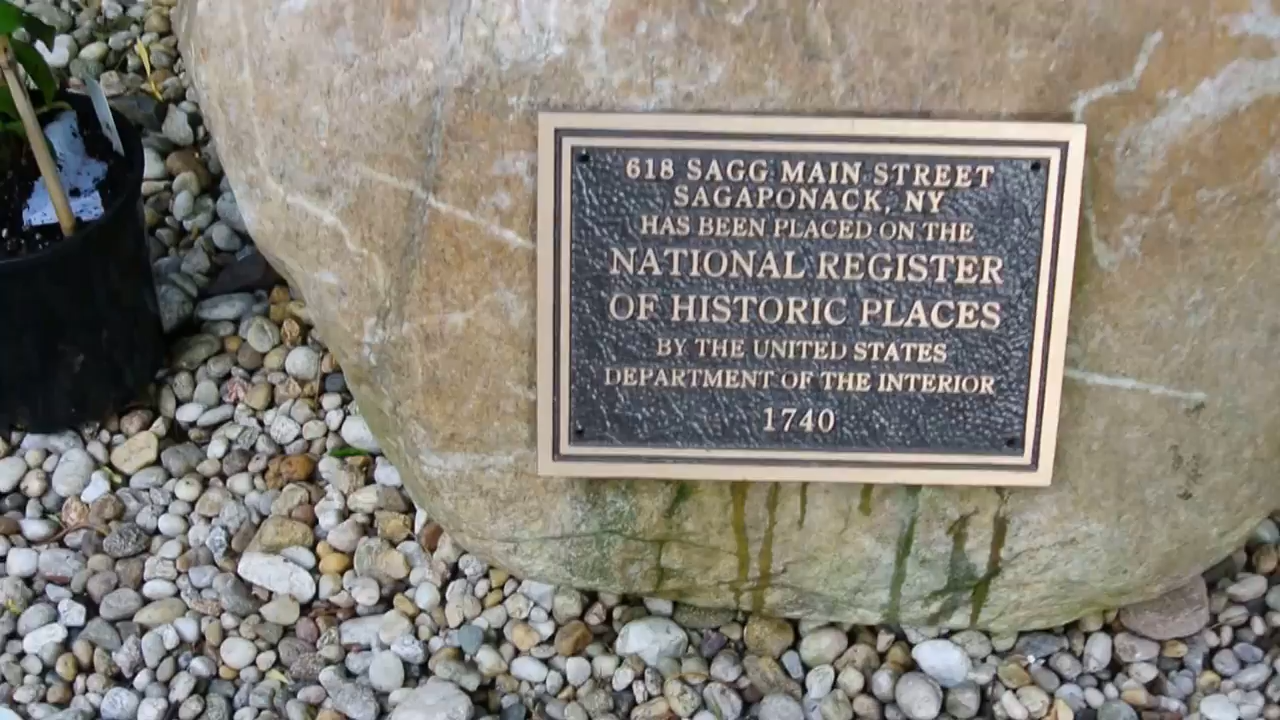 618 SAGG MAIN STREET
SAGAPONACK, NY
HAS BEEN PLACED ON THE
NATIONAL REGISTER
OF HISTORIC PLACES
BY THE UNITED STATES
DEPARTMENT OF THE INTERIOR
1740